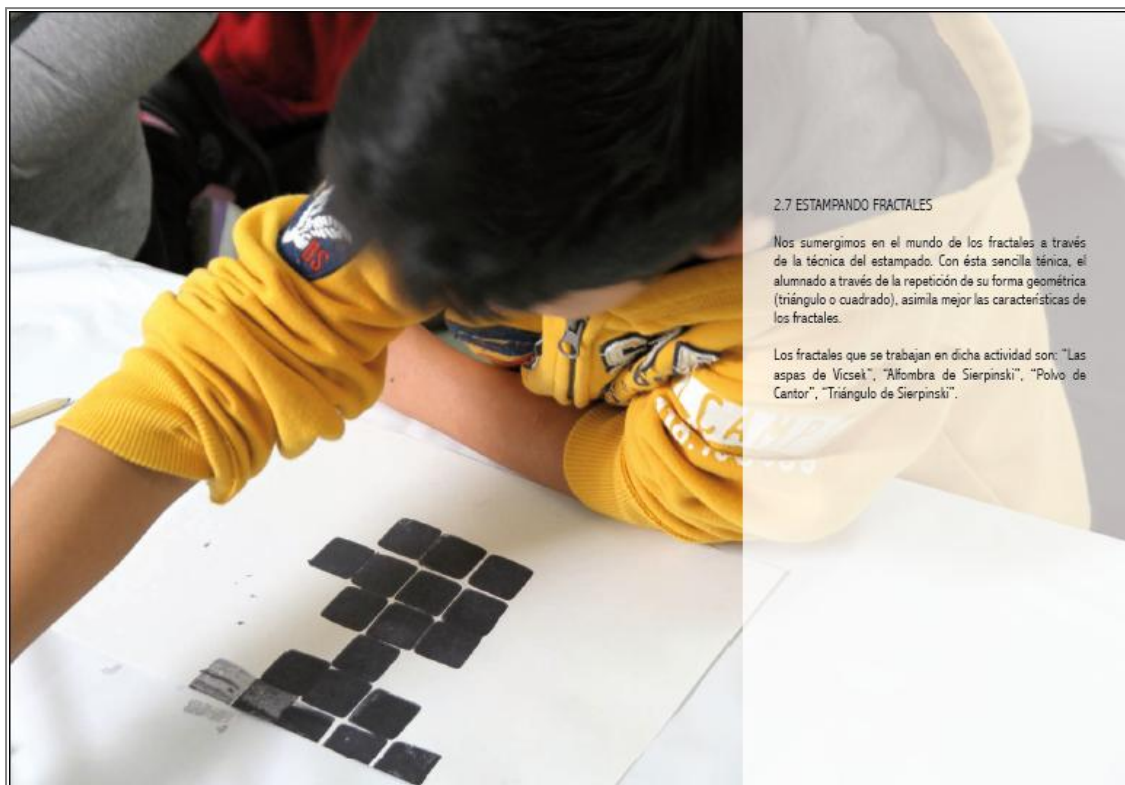 2.7 ESTAMPANDO FRACTALES
Nos sumergimos en el mundo de los fractales a través
de la técnica del estampado. Con ésta sencilla ténica, el
alumnado a través de la repetición de su forma geométrica
(triángulo o cuadrado), asimila mejor las características de
los fractales.
Los fractales que se trabajan en dicha actividad son: "Las
aspas de Vicsek", "Alfombra de Sierpinski", "Polvo de
Cantor", "Triángulo de Sierpinski".
CAMP